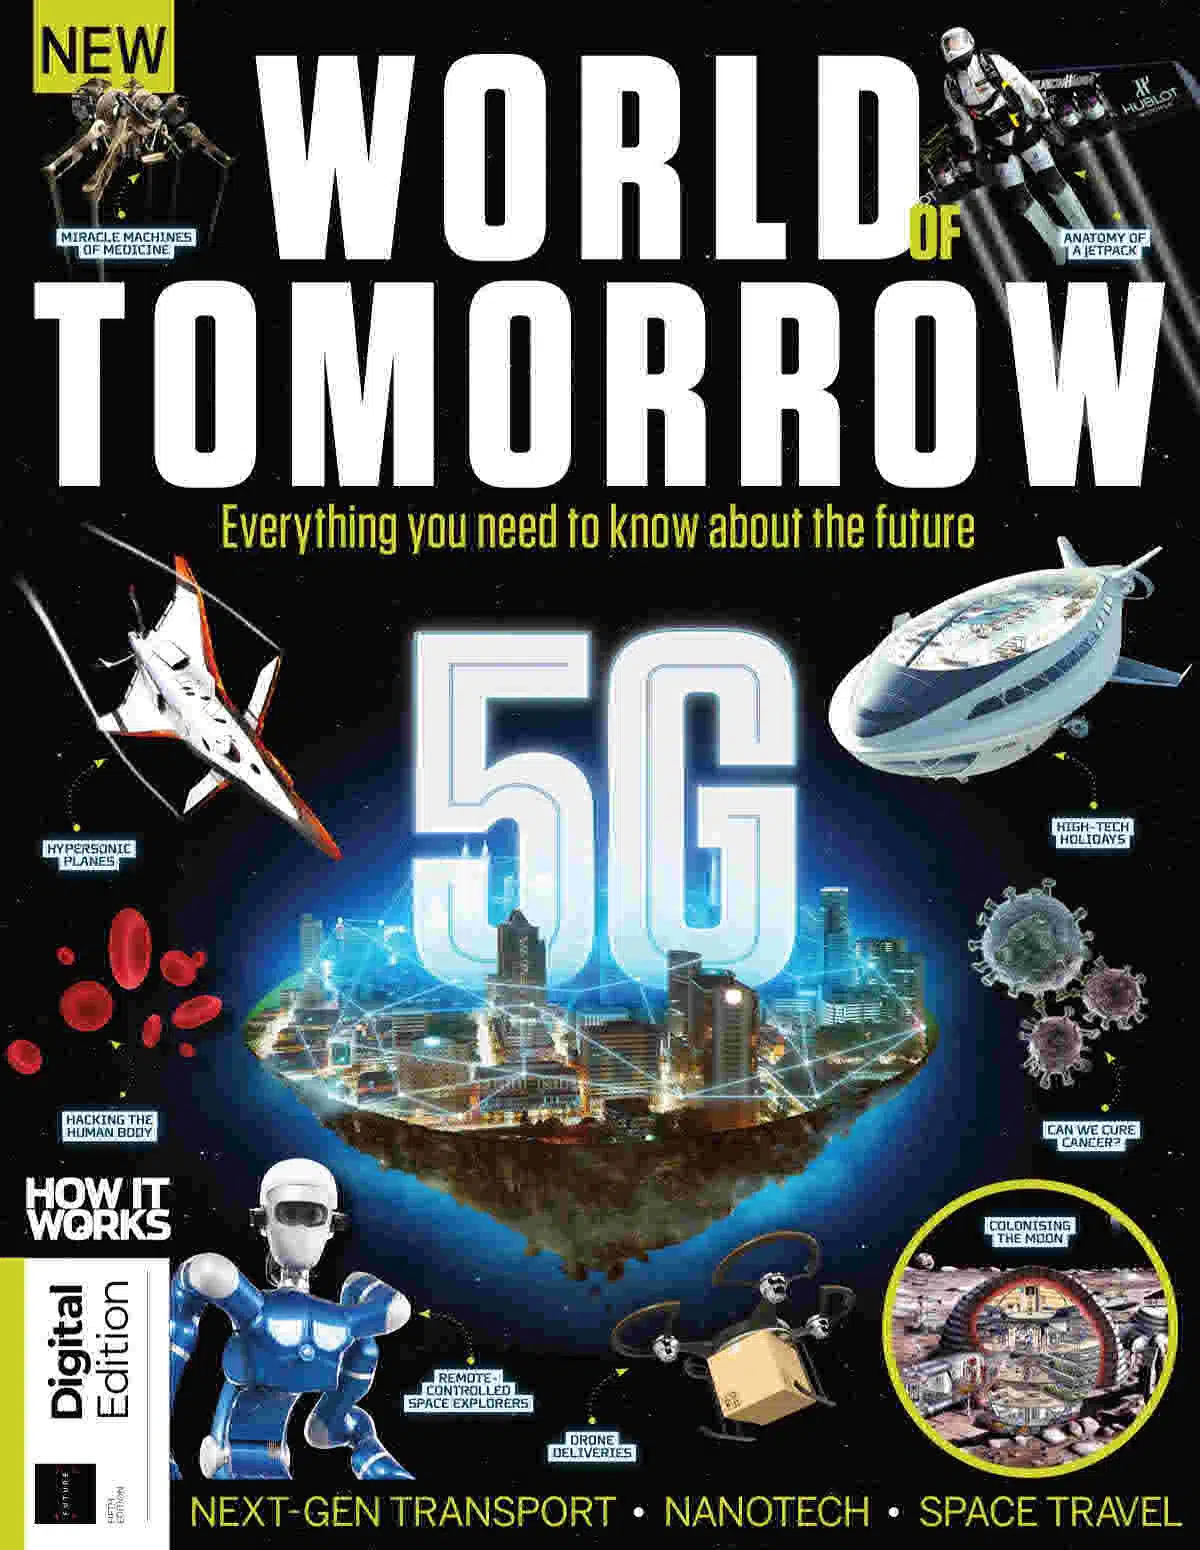 NEW
WORLD
OF
TOMORROW
Everything you need to know about the future
MIRACLE MACHINES
OF MEDICINE
HUBLOT
ANATOMY OF
A JETPACK
5G
HYPERSONIC
PLANES
HIGH-TECH
HOLIDAYS
HACKING THE
HUMAN BODY
CAN WE CURE
CANCER?
HOW IT
WORKS
COLONISING
THE MOON
Digital
Edition
REMOTE-
CONTROLLED
SPACE EXPLORERS
DRONE
DELIVERIES
FUTURE
FIFTH
EDITION
NEXT-GEN TRANSPORT • NANOTECH • SPACE TRAVEL